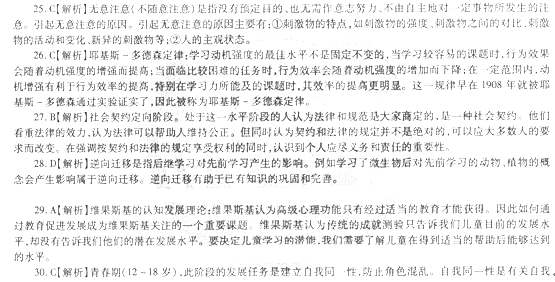 25. C【解析】无意注意(不随意注意)是指没有预定目的、也无需作意志努力、不由自主地对一定事物所发生的注
意。引起无意注意的原因。引起无意注意的原因主要有:①刺激物的特点,如刺激物的强度、刺激物之间的对比、刺激
物的活动和变化、新异的刺激物等;②人的主观状态。
26. C【解析】耶基斯-多德森定律:学习动机强度的最佳水平不是固定不变的,当学习较容易的课题时,行为效果
会随着动机强度的增强而提高;当面临比较困难的任务时,行为效率会随着动机强度的增加而下降;在一定范围内,动
机增强有利于行为效率的提高,特别在学习力所能及的课题时,其效率的提高更明显。这一规律早在 1908 年就被耶
基斯-多德森通过实验证实了,因此被称为耶基斯-多德森定律。
27. B【解析】社会契约定向阶段。处于这一水平阶段的人认为法律和规范是大家商定的,是一种社会契约。他们
看重法律的效力,认为法律可以帮助人维持公正。但同时认为契约和法律的规定并不是绝对的,可以应大多数人的要
求而改变。在强调按契约和法律的规定享受权利的同时,认识到个人应尽义务和责任的重要性。
28. D【解析】逆向迁移是指后继学习对先前学习产生的影响。例如学习了微生物后对先前学习的动物、植物的概
念会产生影响属于逆向迁移。逆向迁移有助于已有知识的巩固和完善。
29. A【解析】维果斯基的认知发展理论:维果斯基认为高级心理功能只有经过适当的教育才能获得。因此如何通
过教育促进发展成为维果斯基关注的一个重要课题。维果斯基认为传统的成就测验只告诉我们儿童目前的发展水
平,却没有告诉我们他们的潜在发展水平。要决定儿童学习的潜能,我们需要了解儿童在得到适当的帮助后能够达到
的水平。
30. C【解析】青春期(12~18 岁),此阶段的发展任务是建立自我同一性,防止角色混乱。自我同一性是有关自我,